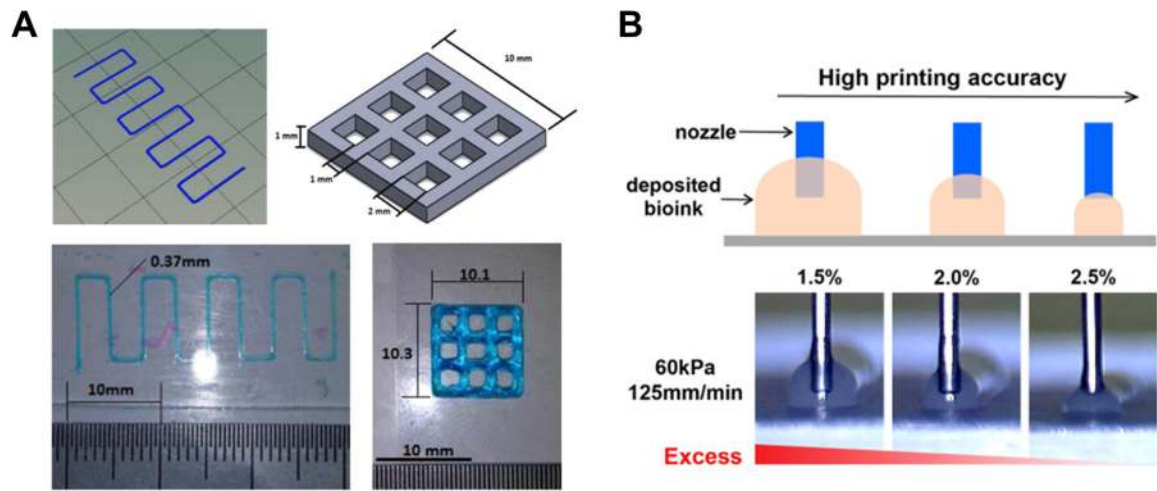 A
10 mm
1 mm
1 mm
2 mm
0.37mm
10mm
10.1
10.3
10 mm
B
High printing accuracy
nozzle
deposited
bioink
1.5% 2.0% 2.5%
60kPa
125mm/min
Excess